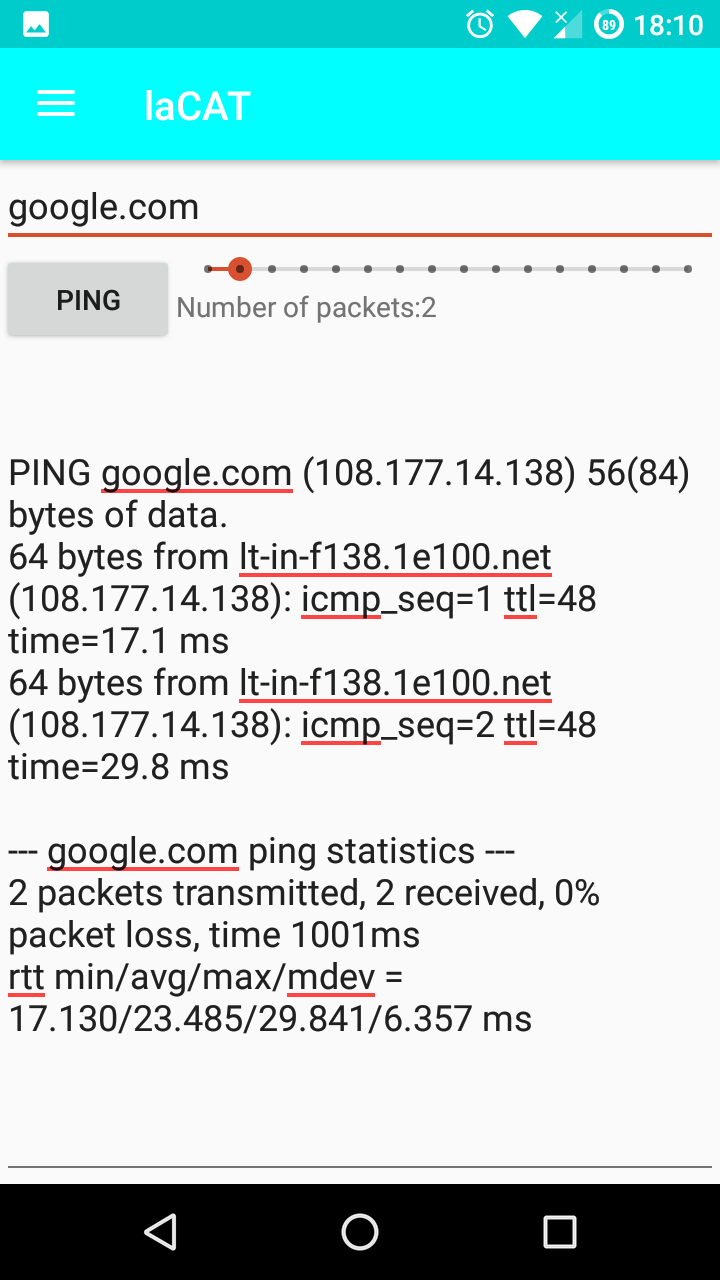 89 18:10
laCAT
google.com
PING
Number of packets:2
PING google.com (108.177.14.138) 56(84)
bytes of data.
64 bytes from lt-in-f138.1e100.net
(108.177.14.138): icmp_seq=1 ttl=48
time=17.1 ms
64 bytes from lt-in-f138.1e100.net
(108.177.14.138): icmp_seq=2 ttl=48
time=29.8 ms
--- google.com ping statistics ---
2 packets transmitted, 2 received, 0%
packet loss, time 1001ms
rtt min/avg/max/mdev =
17.130/23.485/29.841/6.357 ms